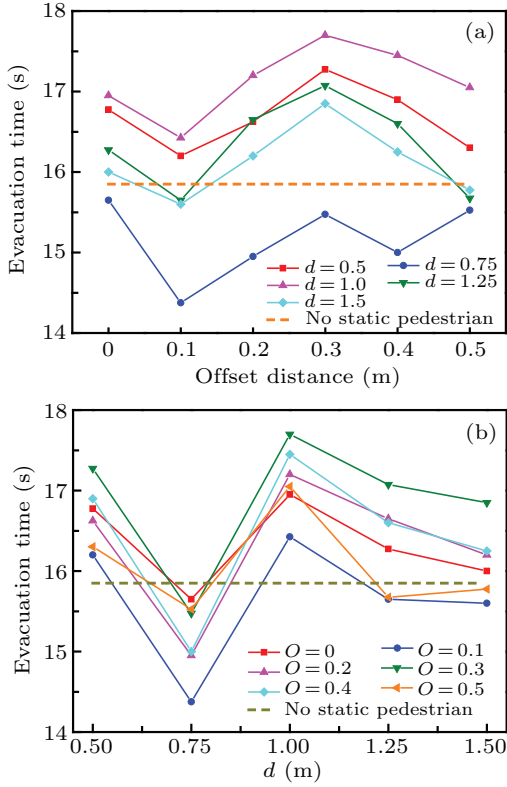 18
(a)
17
16
15
14
Evacuation time (s)
d = 0.5 d = 0.75
d = 1.0 d = 1.25
d = 1.5
No static pedestrian
0 0.1 0.2 0.3 0.4 0.5
Offset distance (m)
18
(b)
17
16
15
14
Evacuation time (s)
O = 0 O = 0.1
O = 0.2 O = 0.3
O = 0.4 O = 0.5
No static pedestrian
0.50 0.75 1.00 1.25 1.50
d (m)